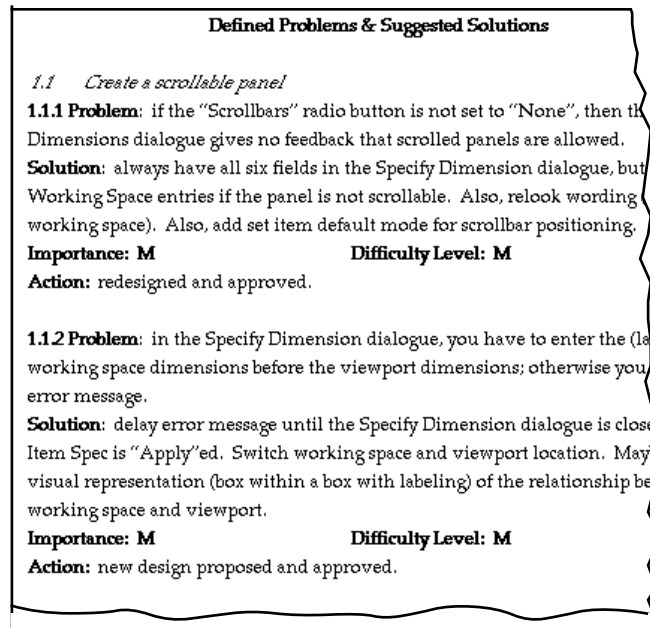 Defined Problems & Suggested Solutions
1.1 Create a scrollable panel
1.1.1 Problem: if the “Scrollbars” radio button is not set to “None”, then
Dimensions dialogue gives no feedback that scrolled panels are allowed.
Solution: always have all six fields in the Specify Dimension dialogue, but
Working Space entries if the panel is not scrollable. Also, relook wording
working space). Also, add set item default mode for scrollbar positioning.
Importance: M Difficulty Level: M
Action: redesigned and approved.
1.1.2 Problem: in the Specify Dimension dialogue, you have to enter the
working space dimensions before the viewport dimensions; otherwise you
error message.
Solution: delay error message until the Specify Dimension dialogue is
Item Spec is “Apply”ed. Switch working space and viewport location.
visual representation (box within a box with labeling) of the relationship
working space and viewport.
Importance: M Difficulty Level: M
Action: new design proposed and approved.